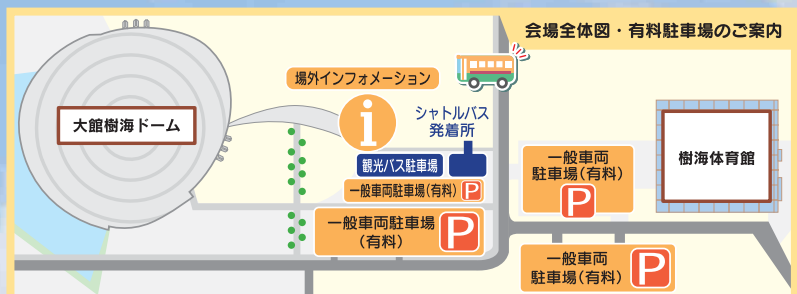 会場全体図・有料駐車場のご案内
場外インフォメーション
i
シャトルバス
発着所
大館樹海ドーム
観光バス駐車場
一般車両駐車場(有料) P
一般車両駐車場
(有料)
P
一般車両
駐車場(有料)
P
樹海体育館
一般車両
駐車場(有料)
P